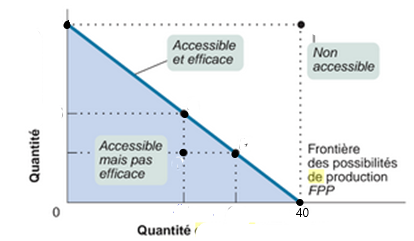 Accessible
et efficace
Non
accessible
Accessible
mais pas
efficace
Frontière
des possibilités
de production
FPP
Quantité
0
40
Quantité